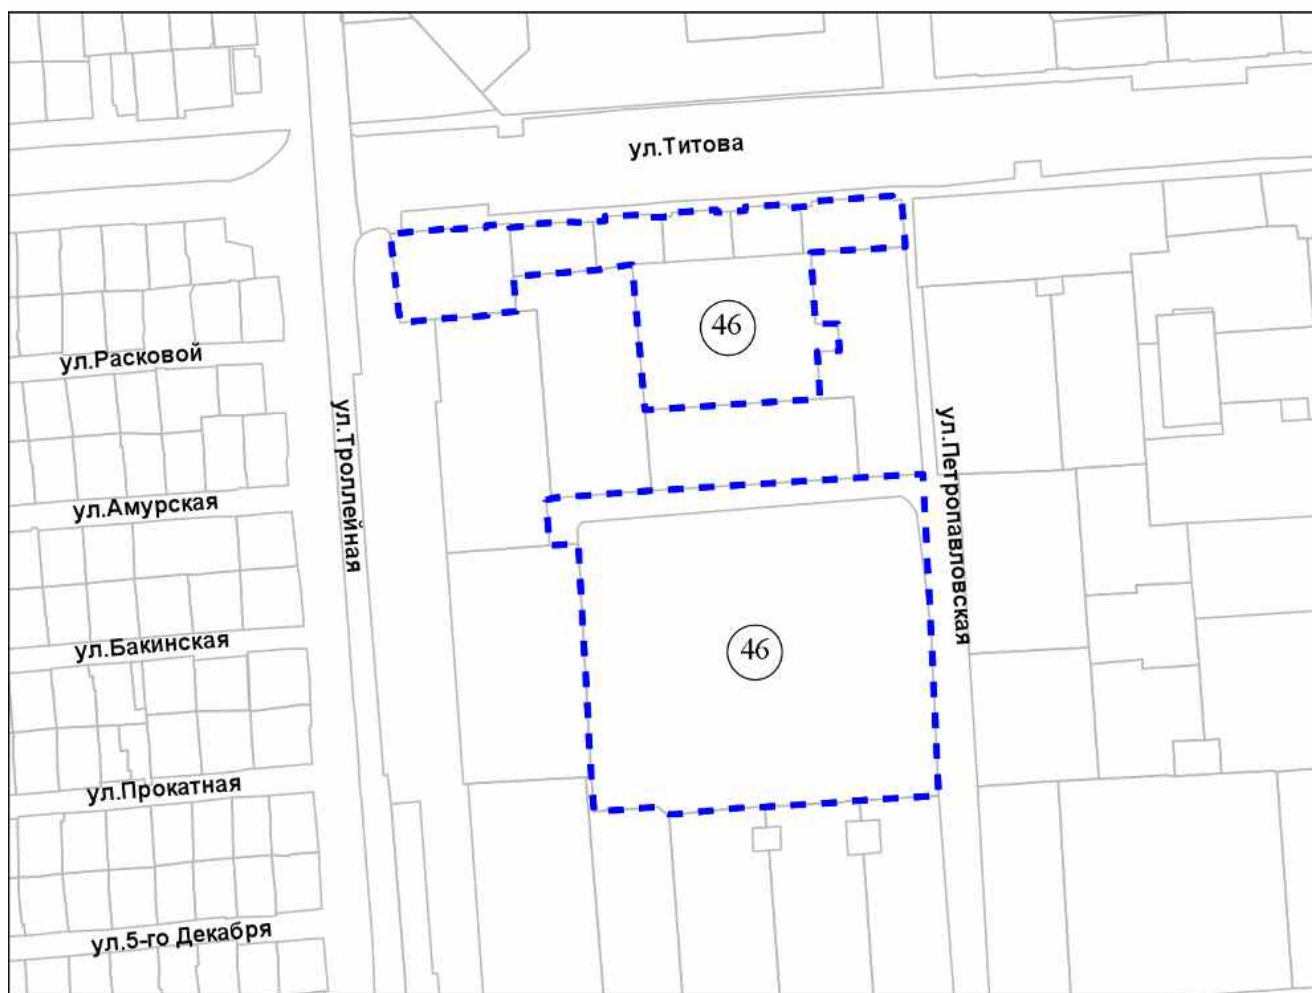 ул.Титова
46
ул.Расковой
ул.Троллейная
ул.Петропавловская
ул.Амурская
ул.Бакинская
46
ул.Прокатная
ул.5-го Декабря